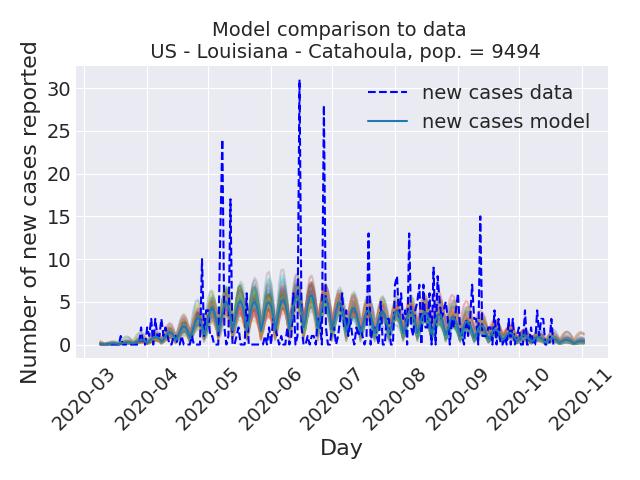 Model comparison to data
US - Louisiana - Catahoula, pop. = 9494
Number of new cases reported
30
25
20
15
10
5
0
new cases data
new cases model
2020-03
2020-04
2020-05
2020-06
2020-07
2020-08
2020-09
2020-10
2020-11
Day